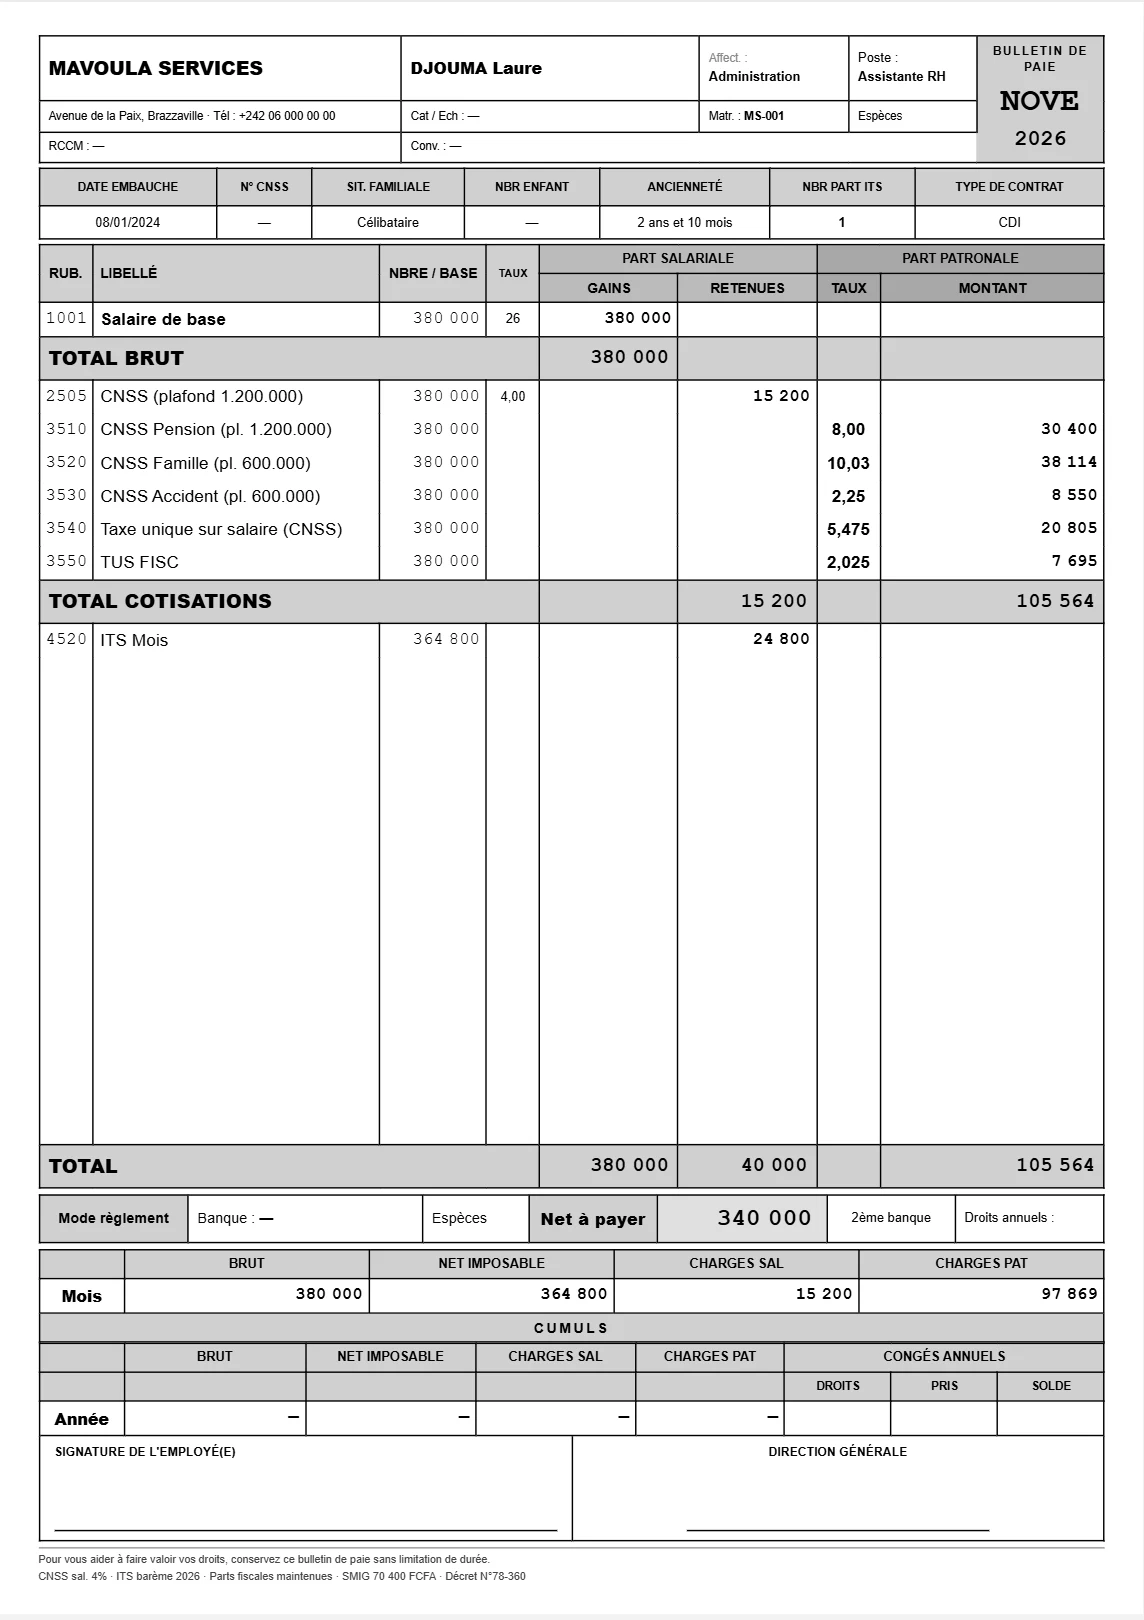 MAVOULA SERVICES
DJOUMA Laure
Affect. :
Administration
Poste :
Assistante RH
BULLETIN DE
PAIE
NOVE
2026
Avenue de la Paix, Brazzaville · Tél : +242 06 000 00 00
Cat / Ech : —
Matr. : MS-001
Espèces
RCCM : —
Conv. : —
DATE EMBAUCHE N° CNSS SIT. FAMILIALE NBR ENFANT ANCIENNETÉ NBR PART ITS TYPE DE CONTRAT
08/01/2024 — Célibataire — 2 ans et 10 mois 1 CDI
RUB. LIBELLÉ NBRE / BASE TAUX PART SALARIALE PART PATRONALE
GAINS RETENUES TAUX MONTANT
1001 Salaire de base 380 000 26 380 000
TOTAL BRUT 380 000
2505 CNSS (plafond 1.200.000) 380 000 4,00 15 200
3510 CNSS Pension (pl. 1.200.000) 380 000 8,00 30 400
3520 CNSS Famille (pl. 600.000) 380 000 10,03 38 114
3530 CNSS Accident (pl. 600.000) 380 000 2,25 8 550
3540 Taxe unique sur salaire (CNSS) 380 000 5,475 20 805
3550 TUS FISC 380 000 2,025 7 695
TOTAL COTISATIONS 15 200 105 564
4520 ITS Mois 364 800 24 800
TOTAL 380 000 40 000 105 564
Mode règlement Banque : — Espèces Net à payer 340 000 2ème banque Droits annuels :
BRUT NET IMPOSABLE CHARGES SAL CHARGES PAT
Mois 380 000 364 800 15 200 97 869
CUMULS
BRUT NET IMPOSABLE CHARGES SAL CHARGES PAT CONGÉS ANNUELS
DROITS PRIS SOLDE
Année — — — —
SIGNATURE DE L'EMPLOYÉ(E) DIRECTION GÉNÉRALE
Pour vous aider à faire valoir vos droits, conservez ce bulletin de paie sans limitation de durée.
CNSS sal. 4% · ITS barème 2026 · Parts fiscales maintenues · SMIG 70 400 FCFA · Décret N°78-360